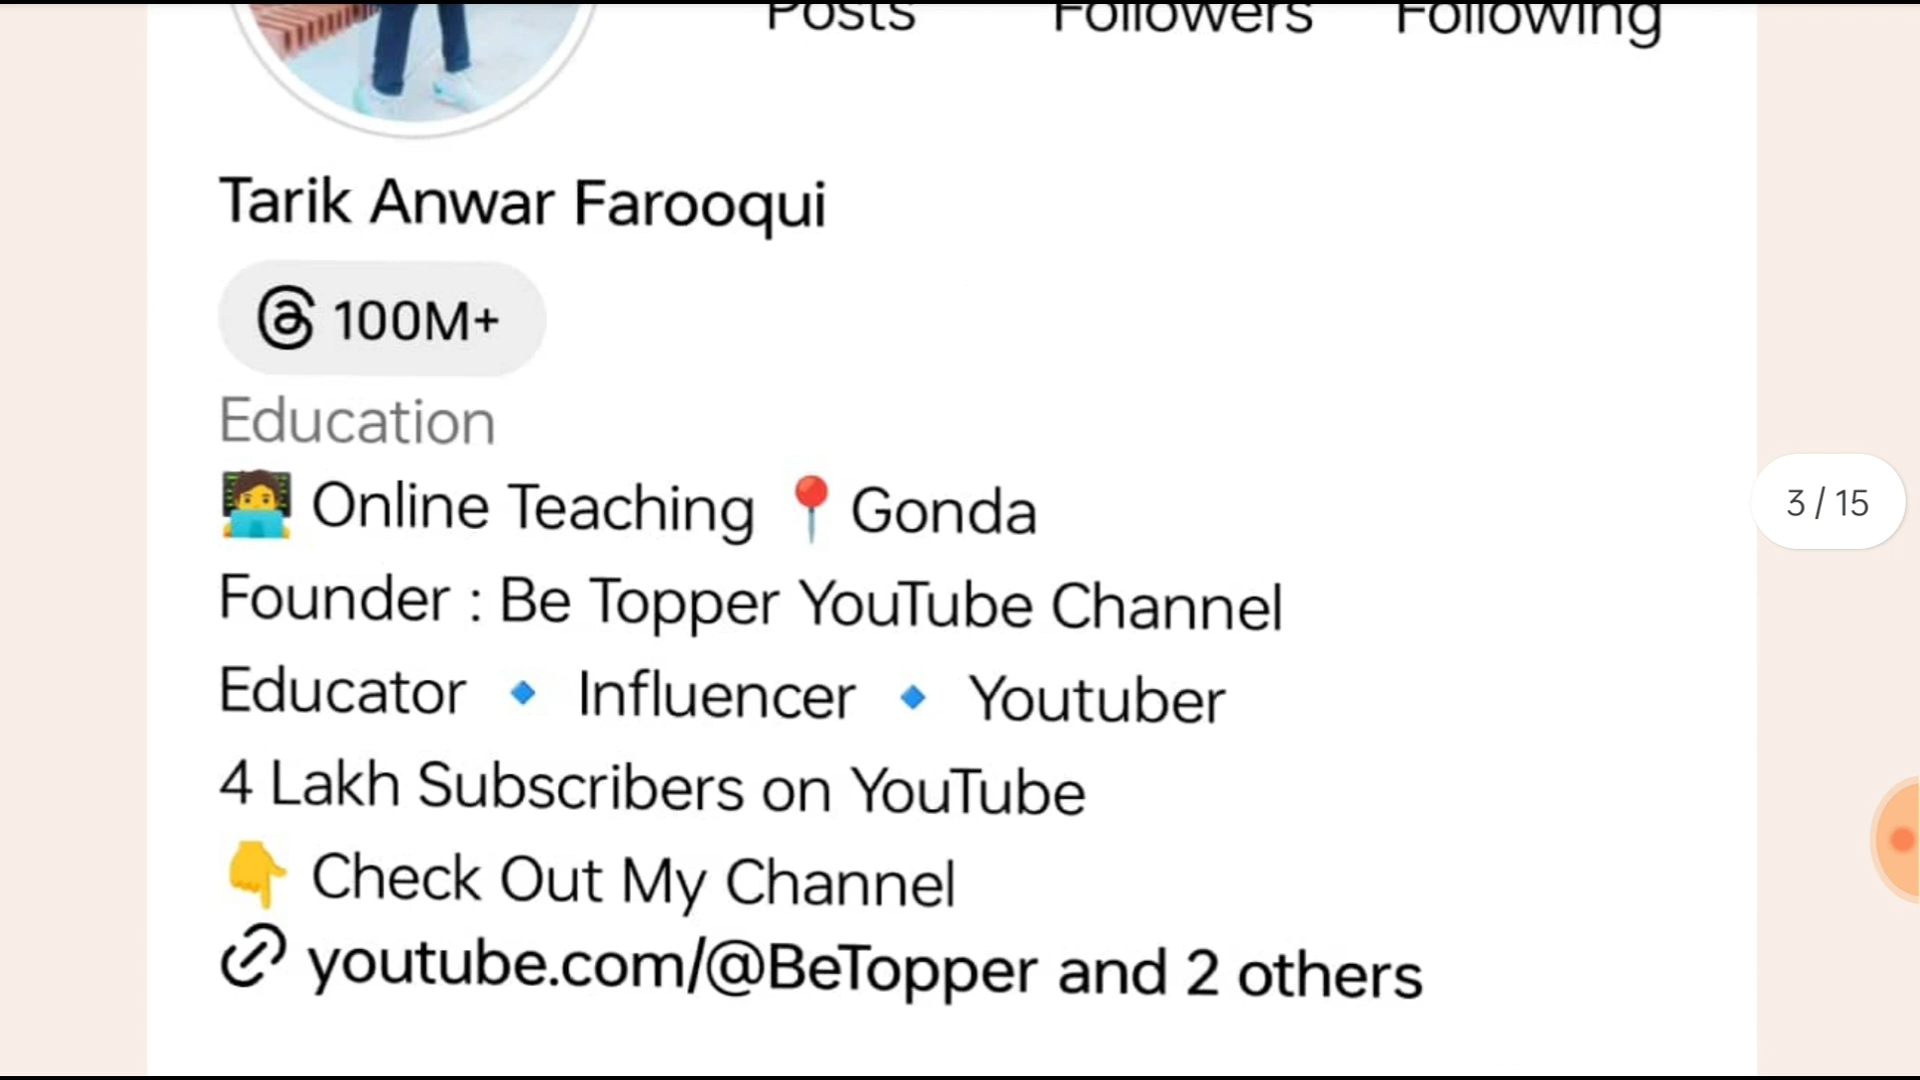 Posts Followers Following
Tarik Anwar Farooqui
100M+
Education
Online Teaching 📍Gonda
Founder : Be Topper YouTube Channel
Educator 🔹 Influencer 🔹 Youtuber
4 Lakh Subscribers on YouTube
👇 Check Out My Channel
youtube.com/@BeTopper and 2 others
3 / 15